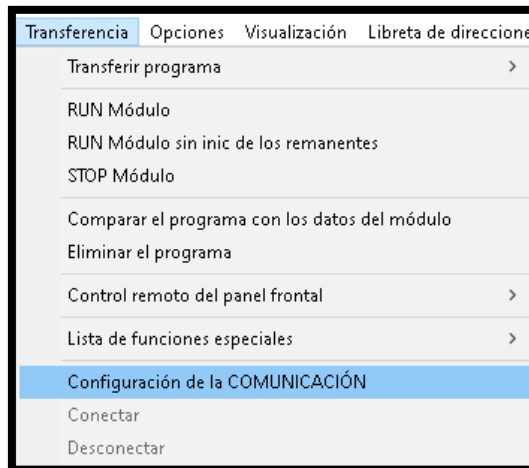 Transferencia Opciones Visualización Libreta de direccione
Transferir programa
RUN Módulo
RUN Módulo sin inic de los remanentes
STOP Módulo
Comparar el programa con los datos del módulo
Eliminar el programa
Control remoto del panel frontal
Lista de funciones especiales
Configuración de la COMUNICACIÓN
Conectar
Desconectar